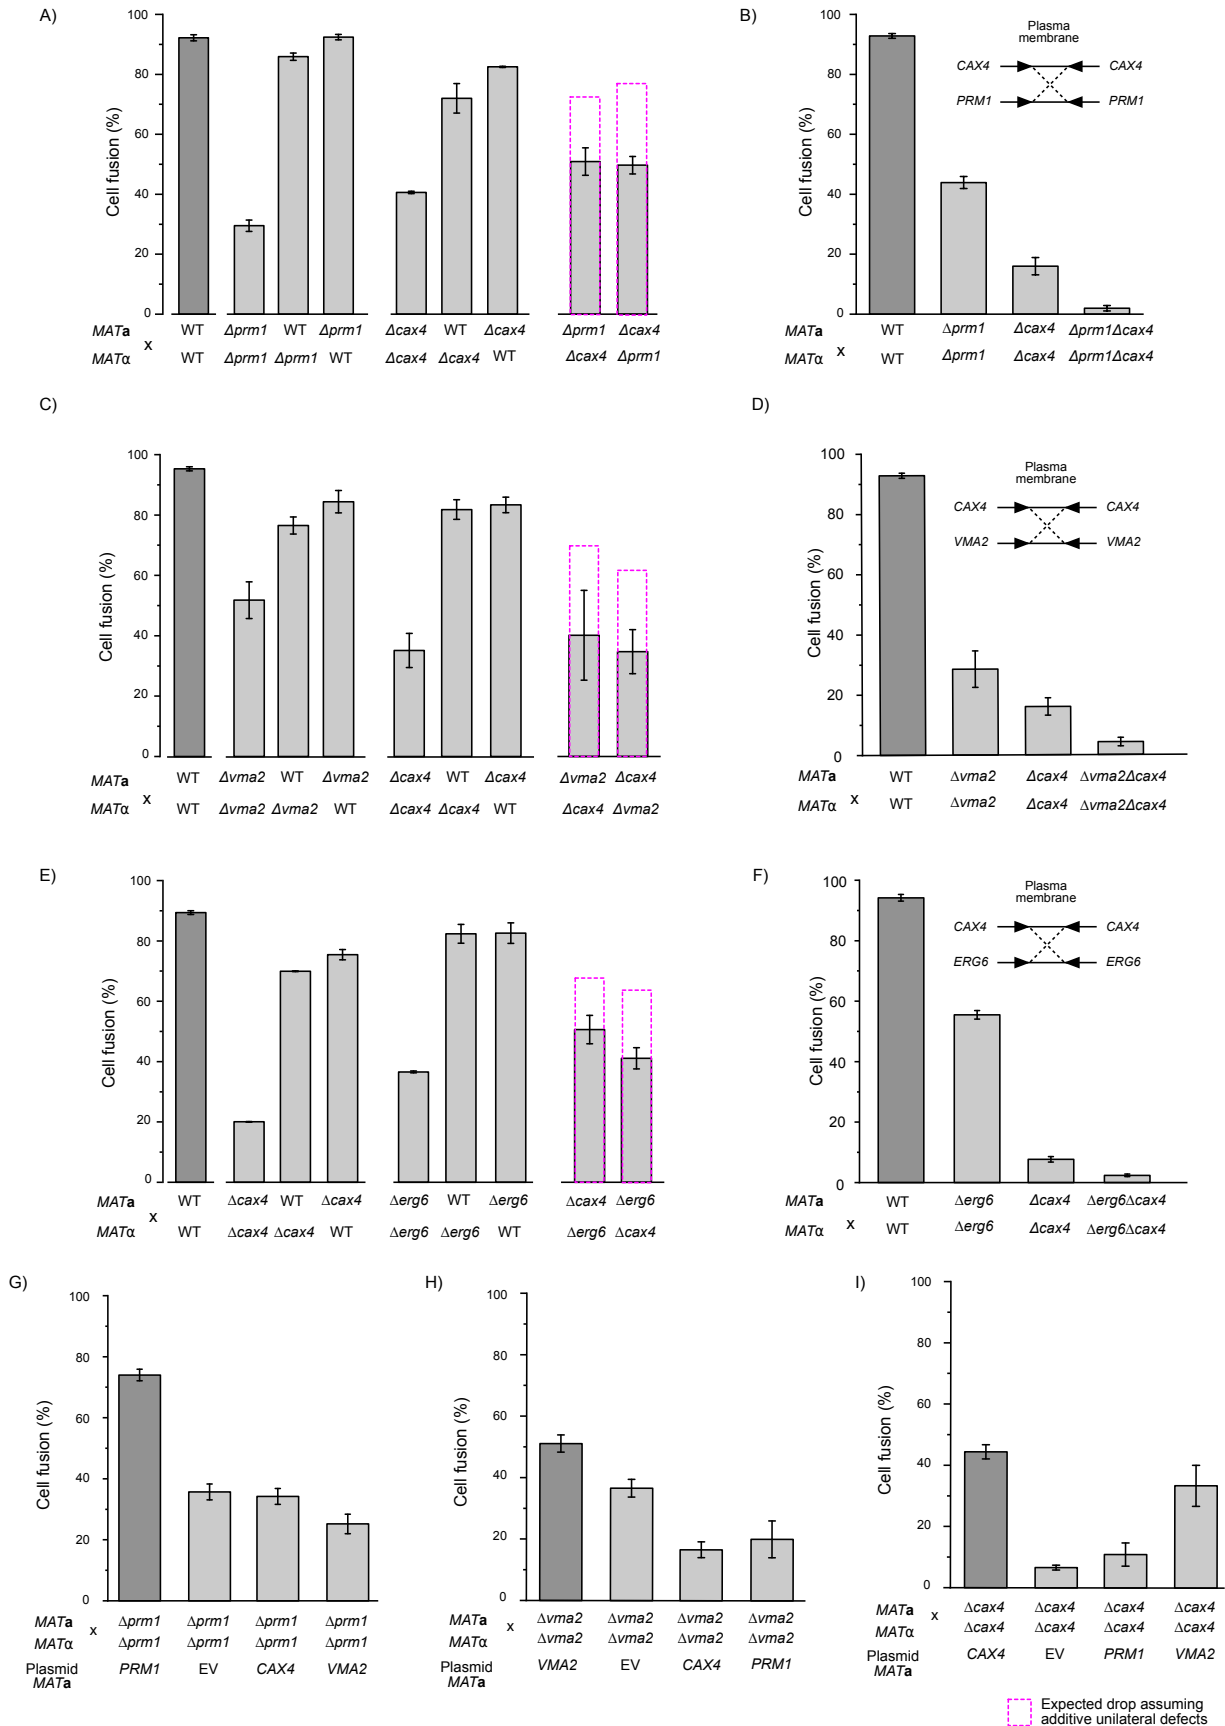 A)
Cell fusion (%)
100
80
60
40
20
0
MATa WT Δprm1 WT Δprm1 Δcax4 WT Δcax4 Δprm1 Δcax4
x
MATα WT Δprm1 Δprm1 WT Δcax4 Δcax4 WT Δcax4 Δprm1
B)
Cell fusion (%)
100
80
60
40
20
0
Plasma
membrane
CAX4 CAX4
PRM1 PRM1
MATa WT Δprm1 Δcax4 Δprm1Δcax4
x
MATα WT Δprm1 Δcax4 Δprm1Δcax4
C)
Cell fusion (%)
100
80
60
40
20
0
MATa WT Δvma2 WT Δvma2 Δcax4 WT Δcax4 Δvma2 Δcax4
x
MATα WT Δvma2 Δvma2 WT Δcax4 Δcax4 WT Δcax4 Δvma2
D)
Cell fusion (%)
100
80
60
40
20
0
Plasma
membrane
CAX4 CAX4
VMA2 VMA2
MATa WT Δvma2 Δcax4 Δvma2Δcax4
x
MATα WT Δvma2 Δcax4 Δvma2Δcax4
E)
Cell fusion (%)
100
80
60
40
20
0
MATa WT Δcax4 WT Δcax4 Δerg6 WT Δerg6 Δcax4 Δerg6
x
MATα WT Δcax4 Δcax4 WT Δerg6 Δerg6 WT Δerg6 Δcax4
F)
Cell fusion (%)
100
80
60
40
20
0
Plasma
membrane
CAX4 CAX4
ERG6 ERG6
MATa WT Δerg6 Δcax4 Δerg6Δcax4
x
MATα WT Δerg6 Δcax4 Δerg6Δcax4
G)
Cell fusion (%)
100
80
60
40
20
0
MATa Δprm1 Δprm1 Δprm1 Δprm1
x
MATα Δprm1 Δprm1 Δprm1 Δprm1
Plasmid PRM1 EV CAX4 VMA2
MATa
H)
Cell fusion (%)
100
80
60
40
20
0
MATa Δvma2 Δvma2 Δvma2 Δvma2
x
MATα Δvma2 Δvma2 Δvma2 Δvma2
Plasmid VMA2 EV CAX4 PRM1
MATa
I)
Cell fusion (%)
100
80
60
40
20
0
MATa Δcax4 Δcax4 Δcax4 Δcax4
x
MATα Δcax4 Δcax4 Δcax4 Δcax4
Plasmid CAX4 EV PRM1 VMA2
MATa
Expected drop assuming
additive unilateral defects